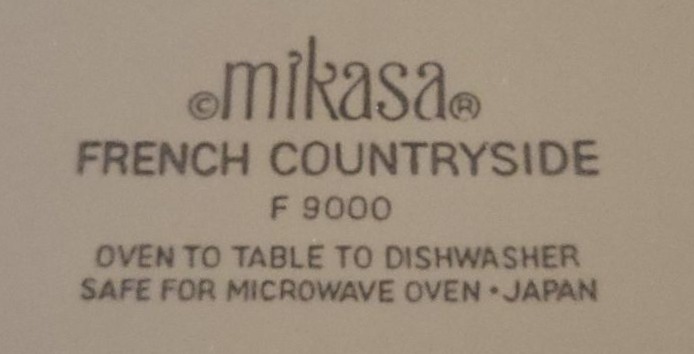 ©mikasa®
FRENCH COUNTRYSIDE
F 9000
OVEN TO TABLE TO DISHWASHER
SAFE FOR MICROWAVE OVEN • JAPAN